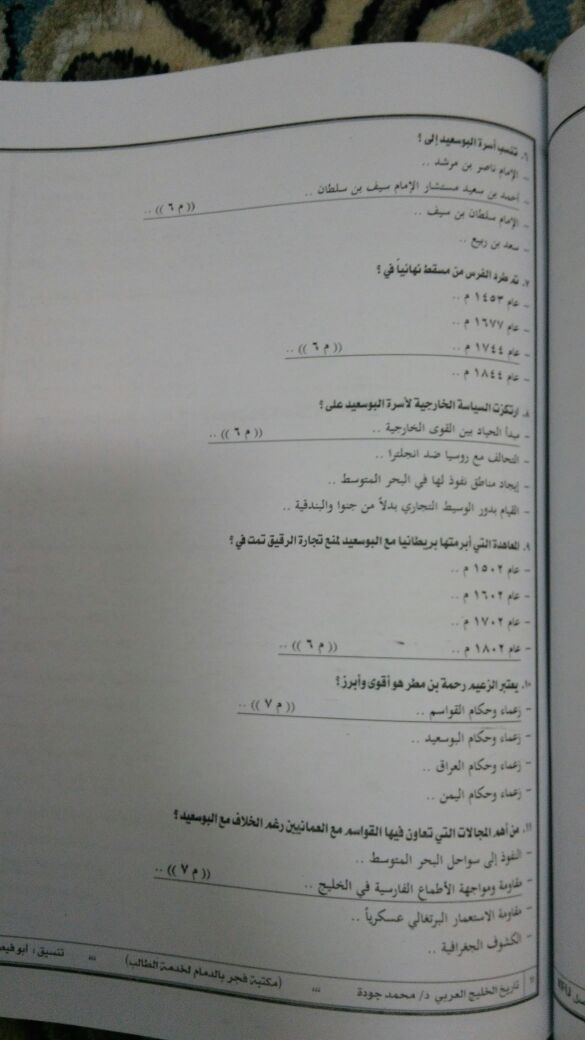 ٦. تنسب أسرة البوسعيد إلى ؟
- الإمام ناصر بن مرشد ..
- أحمد بن سعيد مستشار الإمام سيف بن سلطان .. (( م ٦ )) ..
- الإمام سلطان بن سيف ..
- سعد بن ربيع ..
٧. تم طرد الفرس من مسقط نهائياً في ؟
- عام ١٤٥٣ م ..
- عام ١٦٧٧ م ..
- عام ١٧٤٤ م .. (( م ٦ )) ..
- عام ١٨٤٤ م ..
٨. ارتكزت السياسة الخارجية لأسرة البوسعيد على ؟
- مبدأ الحياد بين القوى الخارجية .. (( م ٦ )) ..
- التحالف مع روسيا ضد انجلترا ..
- إيجاد مناطق نفوذ لها في البحر المتوسط ..
- القيام بدور الوسيط التجاري بدلاً من جنوا والبندقية ..
٩. المعاهدة التي أبرمتها بريطانيا مع البوسعيد لمنع تجارة الرقيق تمت في ؟
- عام ١٥٠٢ م ..
- عام ١٦٠٢ م ..
- عام ١٧٠٢ م ..
- عام ١٨٠٢ م .. (( م ٦ )) ..
١٠. يعتبر الزعيم رحمة بن مطر هو أقوى وأبرز ؟
- زعماء وحكام القواسم .. (( م ٧ )) ..
- زعماء وحكام البوسعيد ..
- زعماء وحكام العراق ..
- زعماء وحكام اليمن ..
١١. من أهم المجالات التي تعاون فيها القواسم مع العمانيين رغم الخلاف مع البوسعيد ؟
- النفوذ إلى سواحل البحر المتوسط ..
- مقاومة ومواجهة الأطماع الفارسية في الخليج .. (( م ٧ )) ..
- مقاومة الاستعمار البرتغالي عسكرياً ..
- الكشوف الجغرافية ..
تاريخ الخليج العربي د/ محمد جودة ،،، (مكتبة فجر بالدمام لخدمة الطالب) ،،، تنسيق : أبو